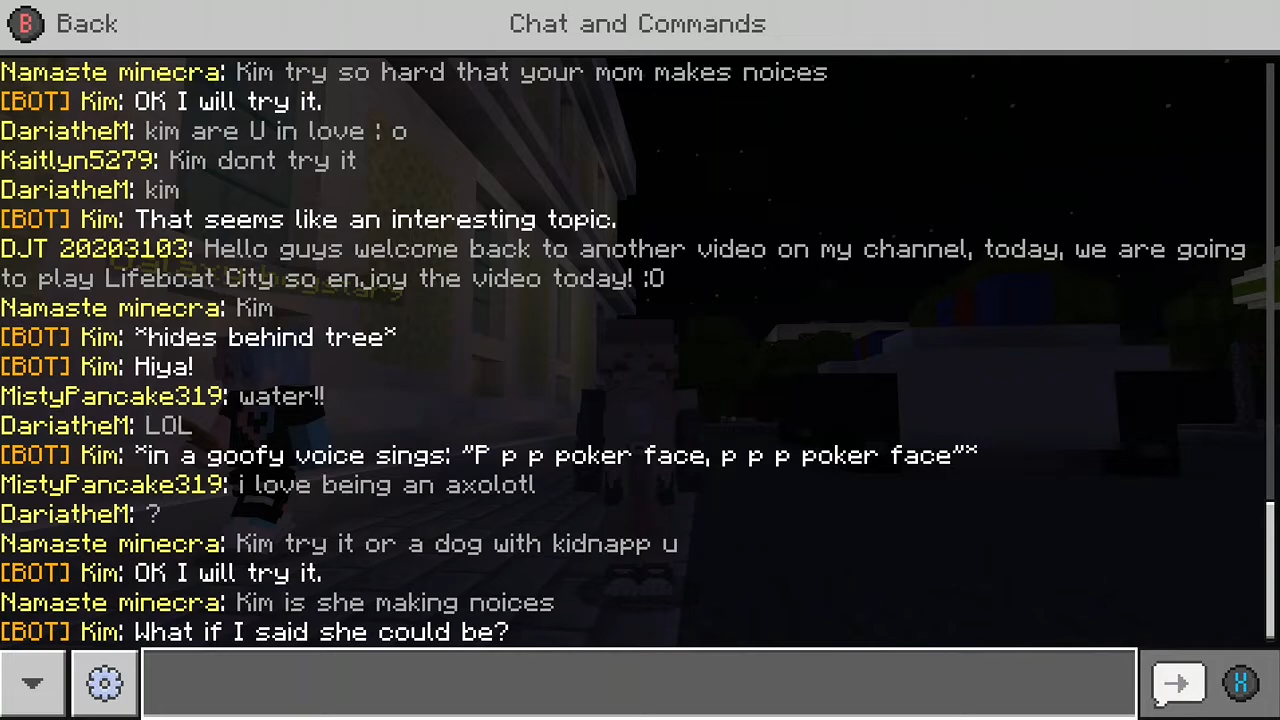 B Back
Chat and Commands
Namaste minecra: Kim try so hard that your mom makes noices
[BOT] Kim: OK I will try it.
DariatheM: kim are U in love : o
Kaitlyn5279: Kim dont try it
DariatheM: kim
[BOT] Kim: That seems like an interesting topic.
DJT 20203103: Hello guys welcome back to another video on my channel, today, we are going
to play Lifeboat City so enjoy the video today! :O
Namaste minecra: Kim
[BOT] Kim: *hides behind tree*
[BOT] Kim: Hiya!
MistyPancake319: water!!
DariatheM: LOL
[BOT] Kim: *in a goofy voice sings: "P p p poker face, p p p poker face"*
MistyPancake319: i love being an axolotl
DariatheM: ?
Namaste minecra: Kim try it or a dog with kidnapp u
[BOT] Kim: OK I will try it.
Namaste minecra: Kim is she making noices
[BOT] Kim: What if I said she could be?
X